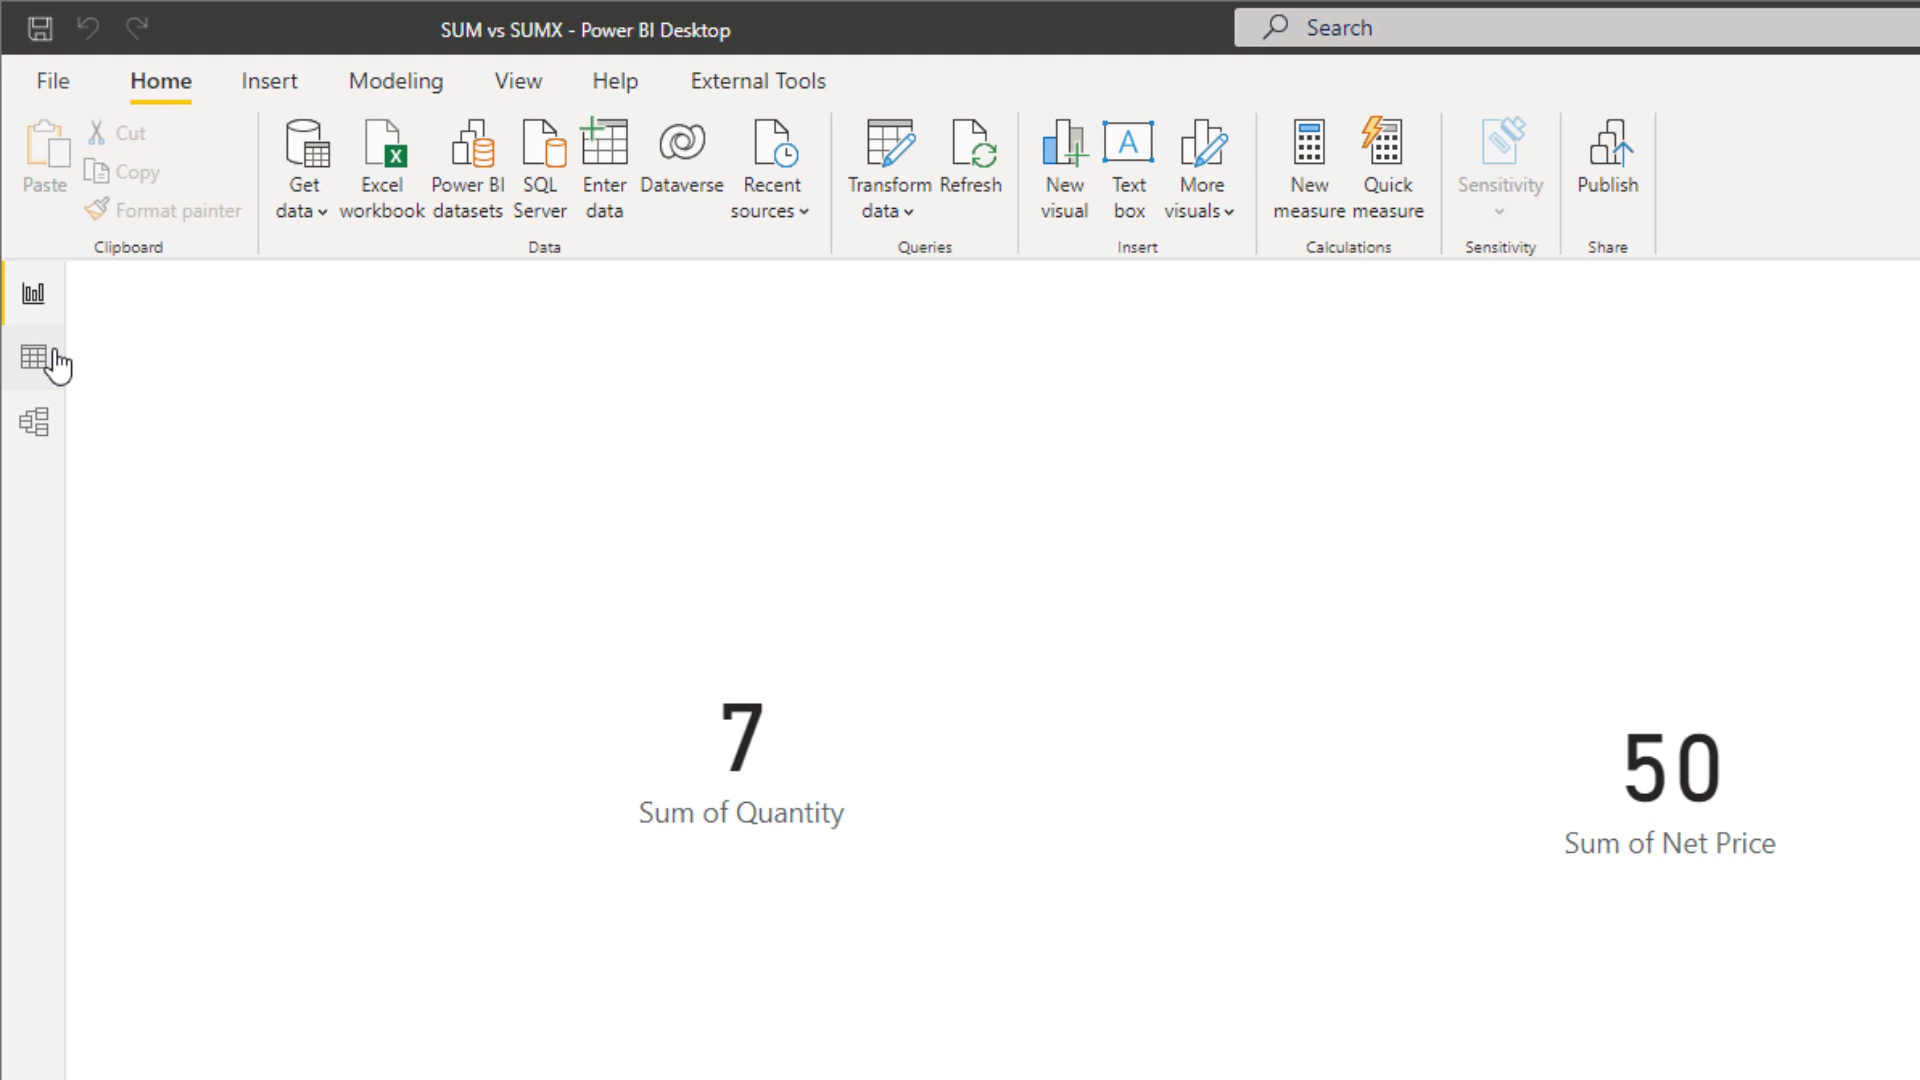 SUM vs SUMX - Power BI Desktop
Search
File Home Insert Modeling View Help External Tools
Paste
Cut
Copy
Format painter
Clipboard
Get
data
Excel
workbook
Power BI
datasets
SQL
Server
Enter
data
Dataverse
Recent
sources
Data
Transform
data
Refresh
Queries
New
visual
A
Text
box
More
visuals
Insert
New
measure
Quick
measure
Calculations
Sensitivity
Sensitivity
Publish
Share
7
Sum of Quantity
50
Sum of Net Price